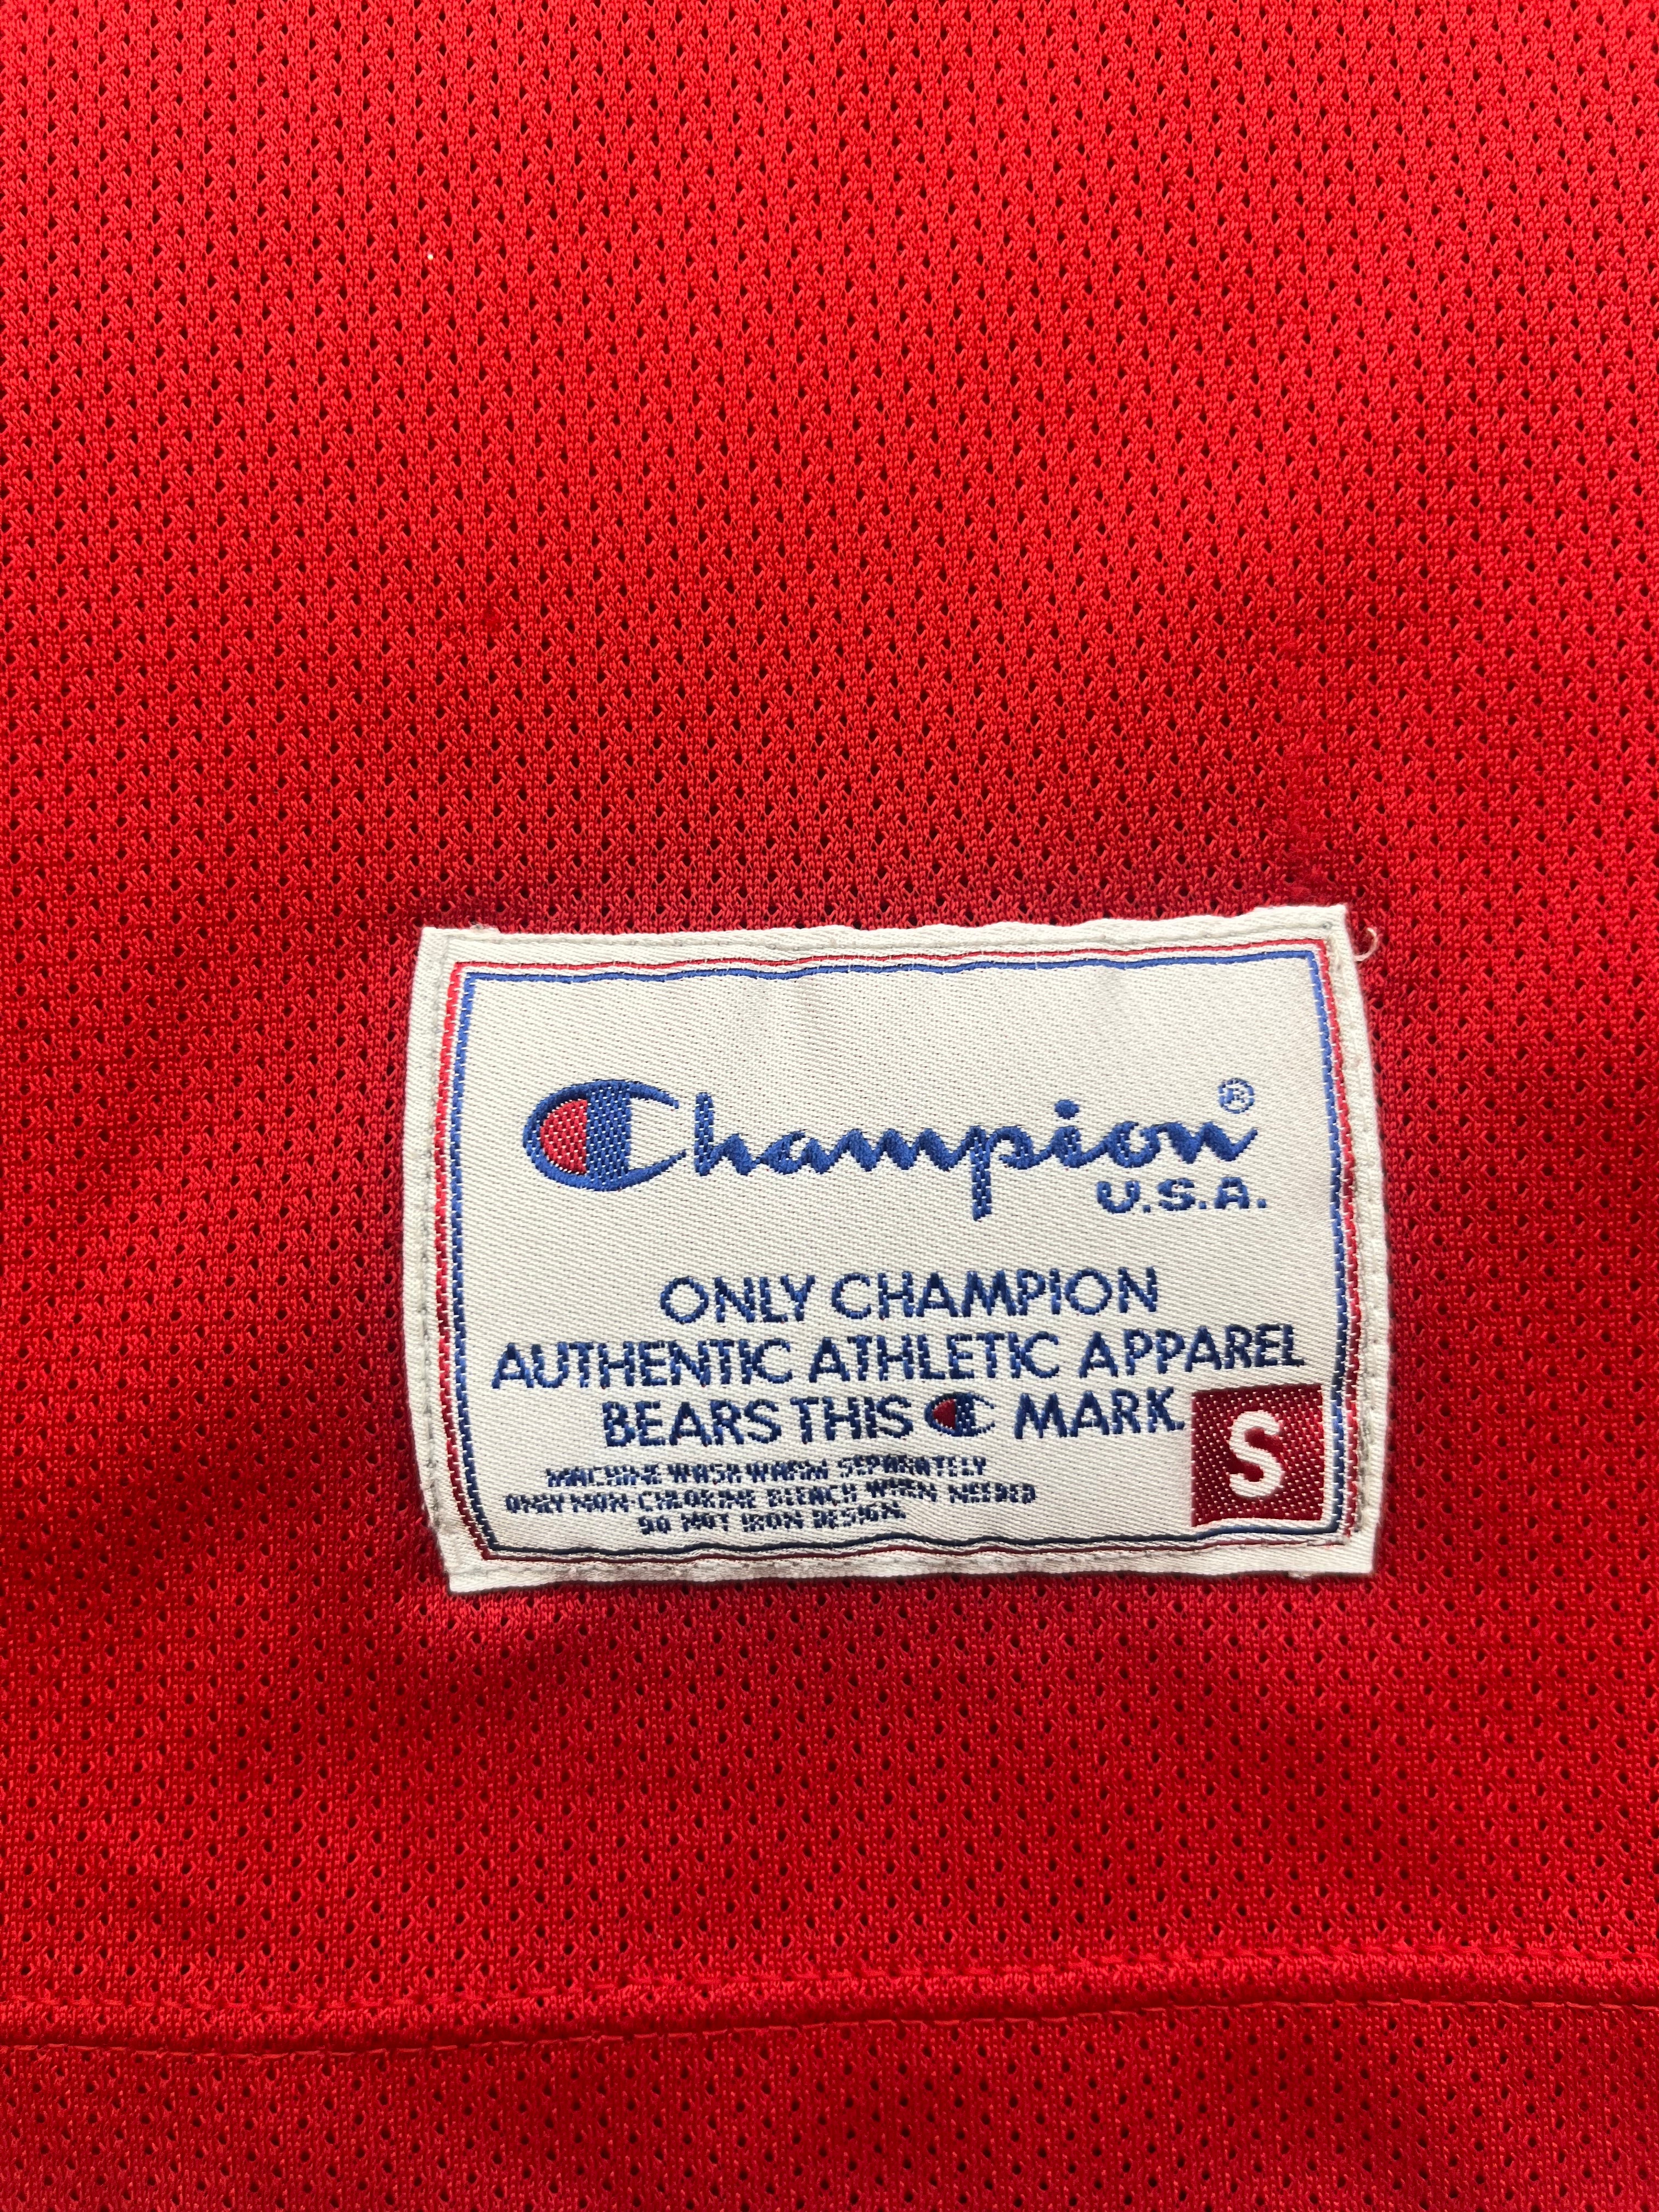 Champion®
U.S.A.
ONLY CHAMPION
AUTHENTIC ATHLETIC APPAREL
BEARS THIS C MARK.
S
MACHINE WASH WARM SEPARATELY
ONLY NON-CHLORINE BLEACH WHEN NEEDED
DO NOT IRON DESIGN.